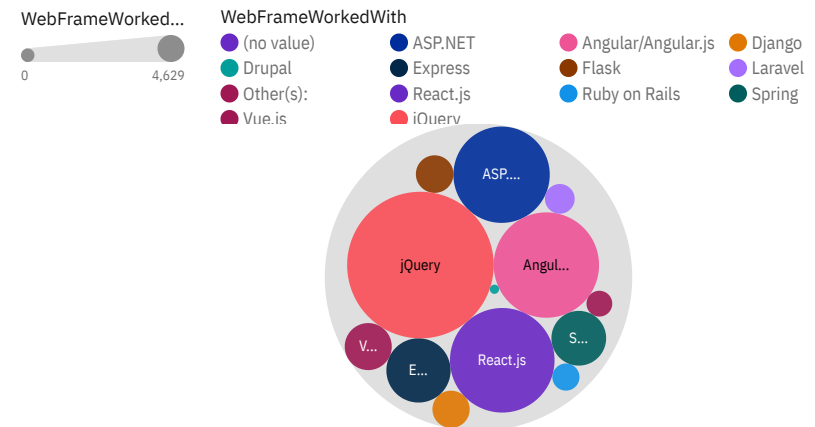 WebFrameWorked...
0
4,629
WebFrameWorkedWith
(no value)
ASP.NET
Angular/Angular.js
Django
Drupal
Express
Flask
Laravel
Other(s):
React.js
Ruby on Rails
Spring
Vue.js
jQuery
ASP....
jQuery
Angul...
S...
V...
React.js
E...